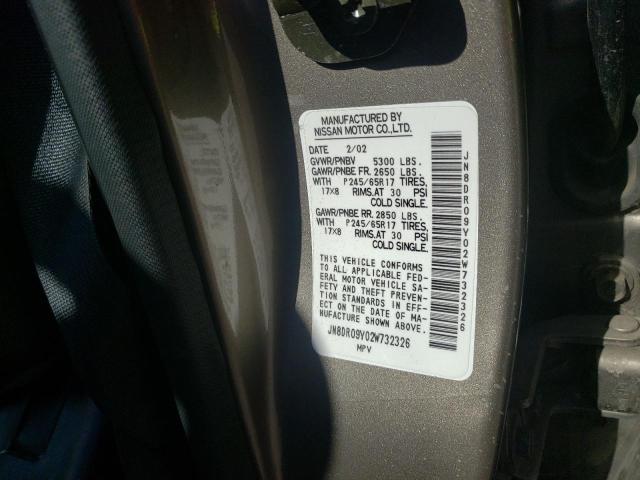 MANUFACTURED BY
NISSAN MOTOR CO.,LTD.
DATE 2/02
GVWR/PNBV 5300 LBS.
GAWR/PNBE FR. 2650 LBS.
WITH P245/65R17 TIRES,
17X8 RIMS.AT 30 PSI
COLD SINGLE.
GAWR/PNBE RR. 2850 LBS.
WITH P245/65R17 TIRES,
17X8 RIMS.AT 30 PSI
COLD SINGLE.
THIS VEHICLE CONFORMS
TO ALL APPLICABLE FED-
ERAL MOTOR VEHICLE SA-
FETY AND THEFT PREVEN-
TION STANDARDS IN EFF-
ECT ON THE DATE OF MA-
NUFACTURE SHOWN ABOVE.
JN8DR09Y02W732326
MPV
JN8DR09Y02W732326